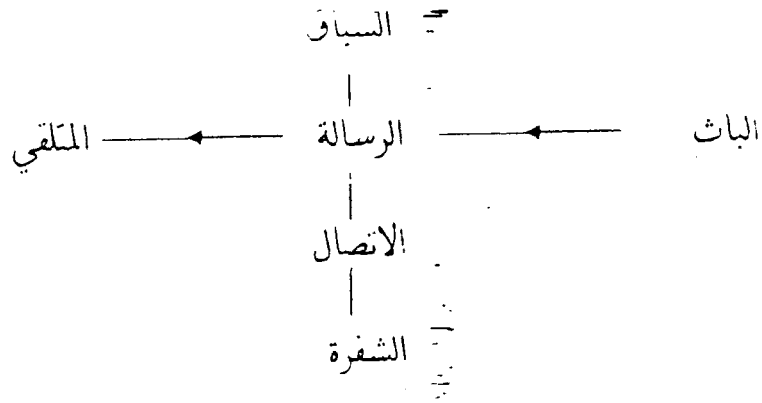 السياق
الباث
الرسالة
المتلقي
الاتصال
الشفرة